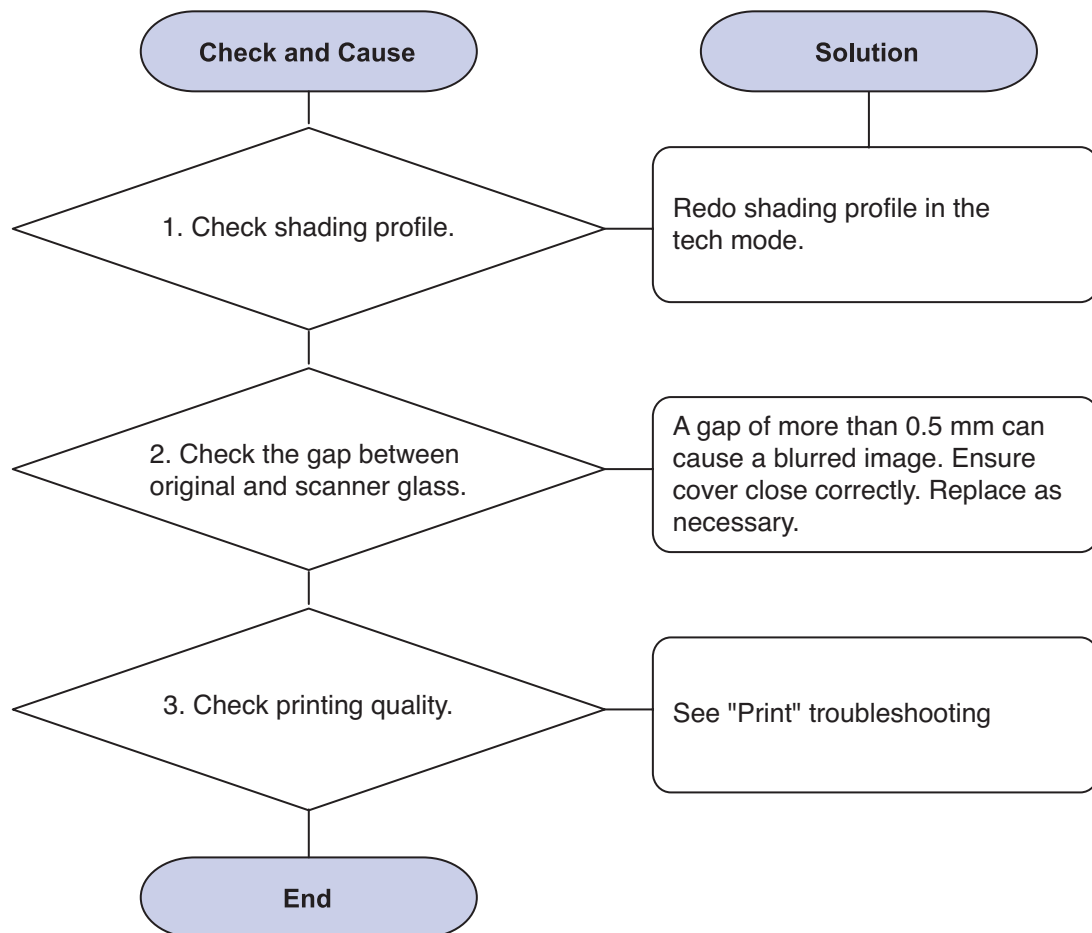 Check and Cause
Solution
1. Check shading profile.
Redo shading profile in the
tech mode.
2. Check the gap between
original and scanner glass.
A gap of more than 0.5 mm can
cause a blurred image. Ensure
cover close correctly. Replace as
necessary.
3. Check printing quality.
See "Print" troubleshooting
End